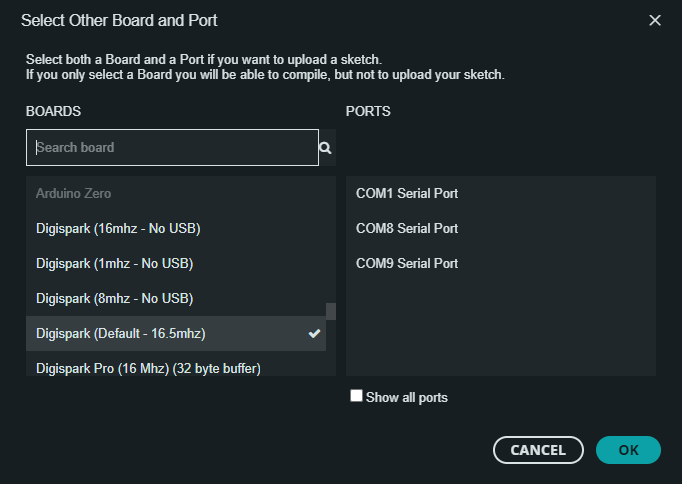 Select Other Board and Port
Select both a Board and a Port if you want to upload a sketch.
If you only select a Board you will be able to compile, but not to upload your sketch.
BOARDS
PORTS
Search board
Arduino Zero
Digispark (16mhz - No USB)
Digispark (1mhz - No USB)
Digispark (8mhz - No USB)
Digispark (Default - 16.5mhz)
Digispark Pro (16 Mhz) (32 byte buffer)
COM1 Serial Port
COM8 Serial Port
COM9 Serial Port
Show all ports
CANCEL
OK